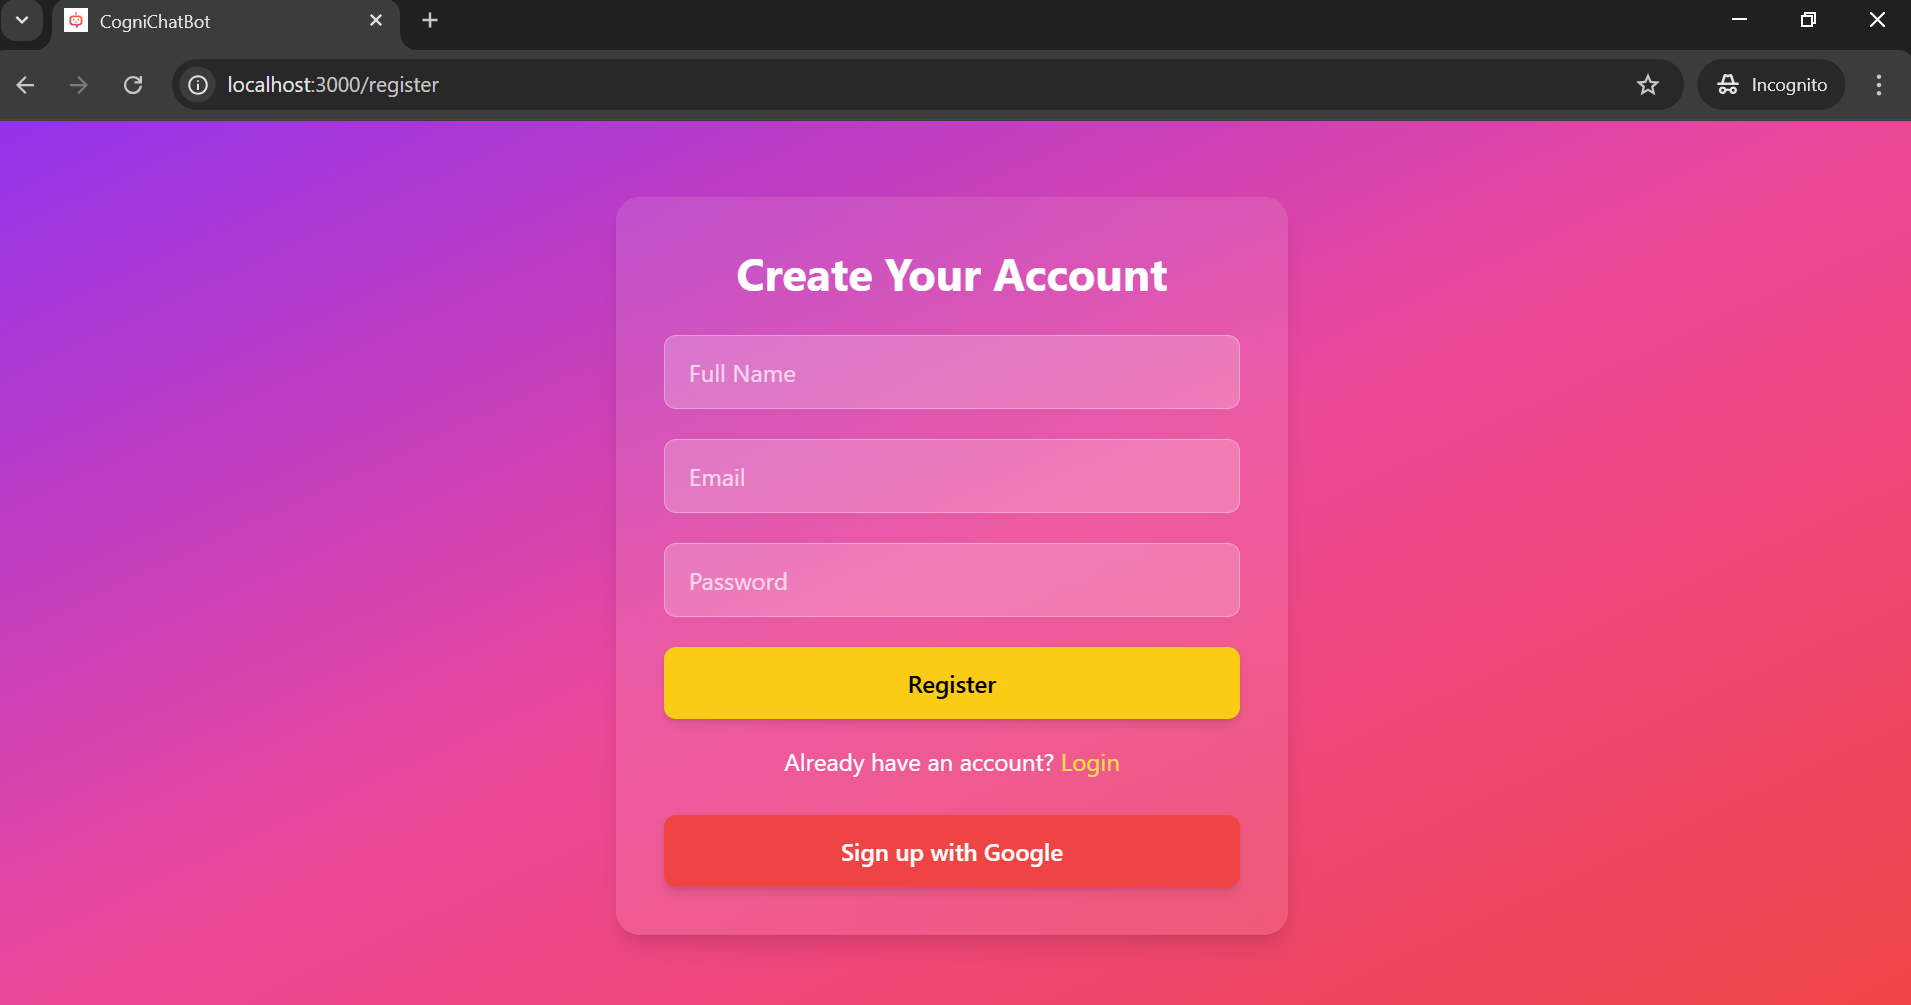 CogniChatBot
localhost:3000/register
Incognito
Create Your Account
Full Name
Email
Password
Register
Already have an account? Login
Sign up with Google